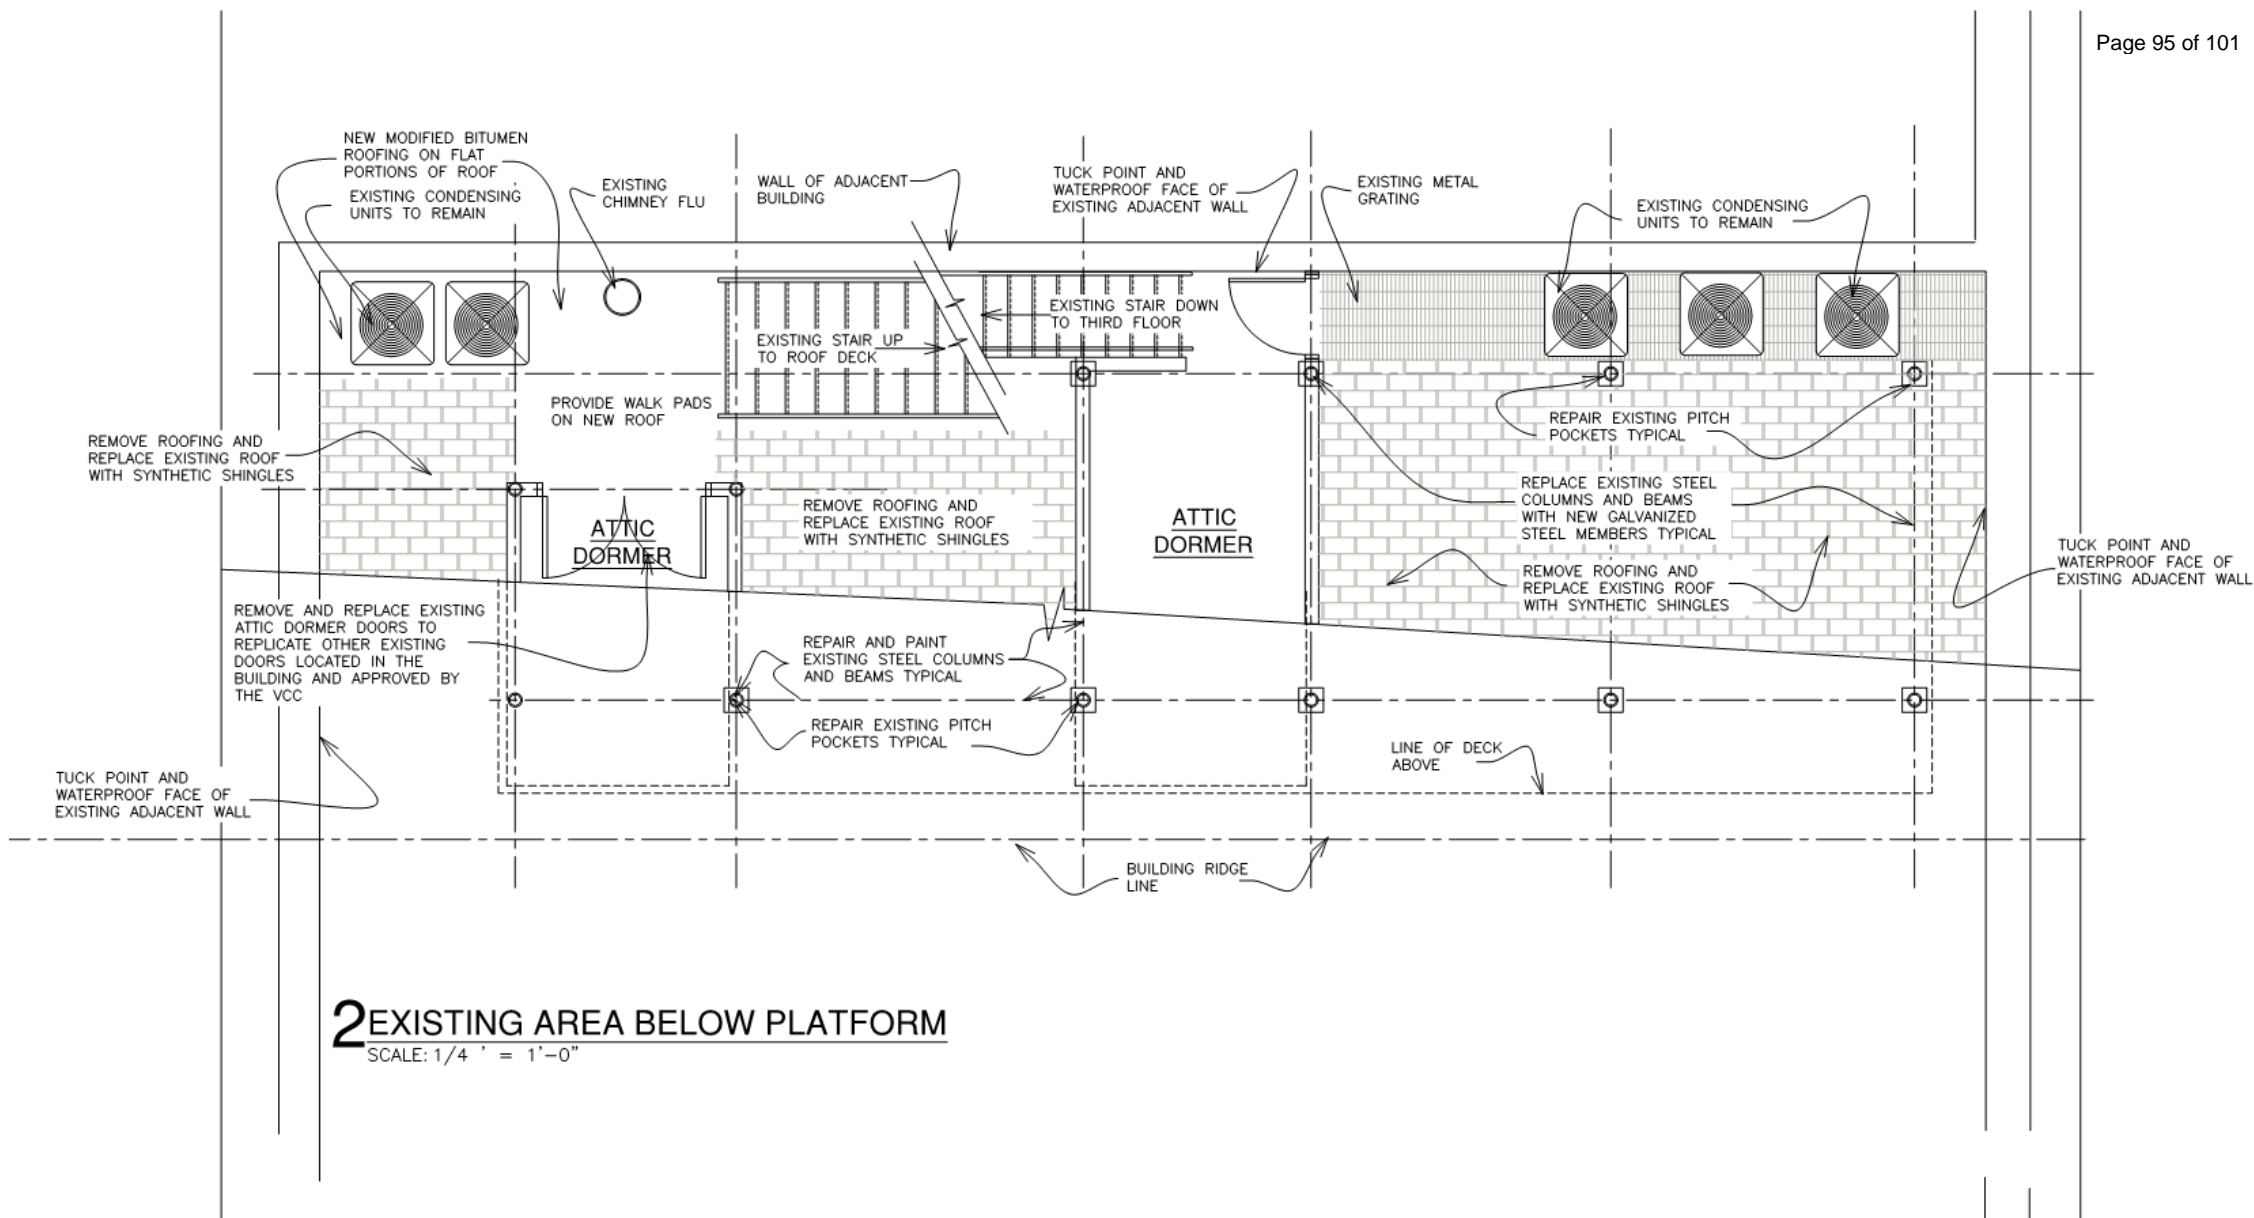 Page 95 of 101
NEW MODIFIED BITUMEN
ROOFING ON FLAT
PORTIONS OF ROOF
EXISTING CONDENSING
UNITS TO REMAIN
EXISTING
CHIMNEY FLU
WALL OF ADJACENT
BUILDING
TUCK POINT AND
WATERPROOF FACE OF
EXISTING ADJACENT WALL
EXISTING METAL
GRATING
EXISTING CONDENSING
UNITS TO REMAIN
EXISTING STAIR DOWN
TO THIRD FLOOR
EXISTING STAIR UP
TO ROOF DECK
PROVIDE WALK PADS
ON NEW ROOF
REPAIR EXISTING PITCH
POCKETS TYPICAL
REMOVE ROOFING AND
REPLACE EXISTING ROOF
WITH SYNTHETIC SHINGLES
ATTIC
DORMER
REMOVE ROOFING AND
REPLACE EXISTING ROOF
WITH SYNTHETIC SHINGLES
ATTIC
DORMER
REPLACE EXISTING STEEL
COLUMNS AND BEAMS
WITH NEW GALVANIZED
STEEL MEMBERS TYPICAL
REMOVE ROOFING AND
REPLACE EXISTING ROOF
WITH SYNTHETIC SHINGLES
TUCK POINT AND
WATERPROOF FACE OF
EXISTING ADJACENT WALL
REMOVE AND REPLACE EXISTING
ATTIC DORMER DOORS TO
REPLICATE OTHER EXISTING
DOORS LOCATED IN THE
BUILDING AND APPROVED BY
THE VCC
REPAIR AND PAINT
EXISTING STEEL COLUMNS
AND BEAMS TYPICAL
REPAIR EXISTING PITCH
POCKETS TYPICAL
LINE OF DECK
ABOVE
TUCK POINT AND
WATERPROOF FACE OF
EXISTING ADJACENT WALL
BUILDING RIDGE
LINE
2 EXISTING AREA BELOW PLATFORM
SCALE: 1/4 ' = 1'-0"